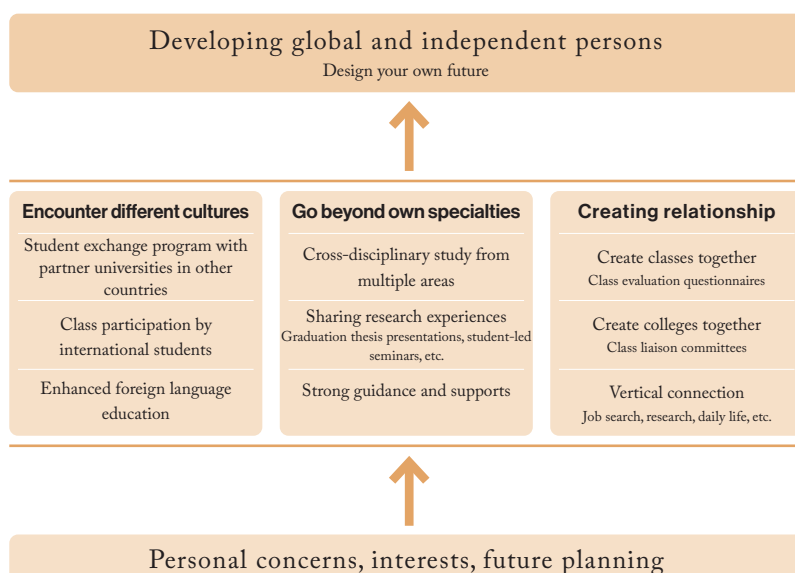 Developing global and independent persons
Design your own future
Encounter different cultures
Student exchange program with
partner universities in other
countries
Class participation by
international students
Enhanced foreign language
education
Go beyond own specialties
Cross-disciplinary study from
multiple areas
Sharing research experiences
Graduation thesis presentations, student-led
seminars, etc.
Strong guidance and supports
Creating relationship
Create classes together
Class evaluation questionnaires
Create colleges together
Class liaison committees
Vertical connection
Job search, research, daily life, etc.
Personal concerns, interests, future planning